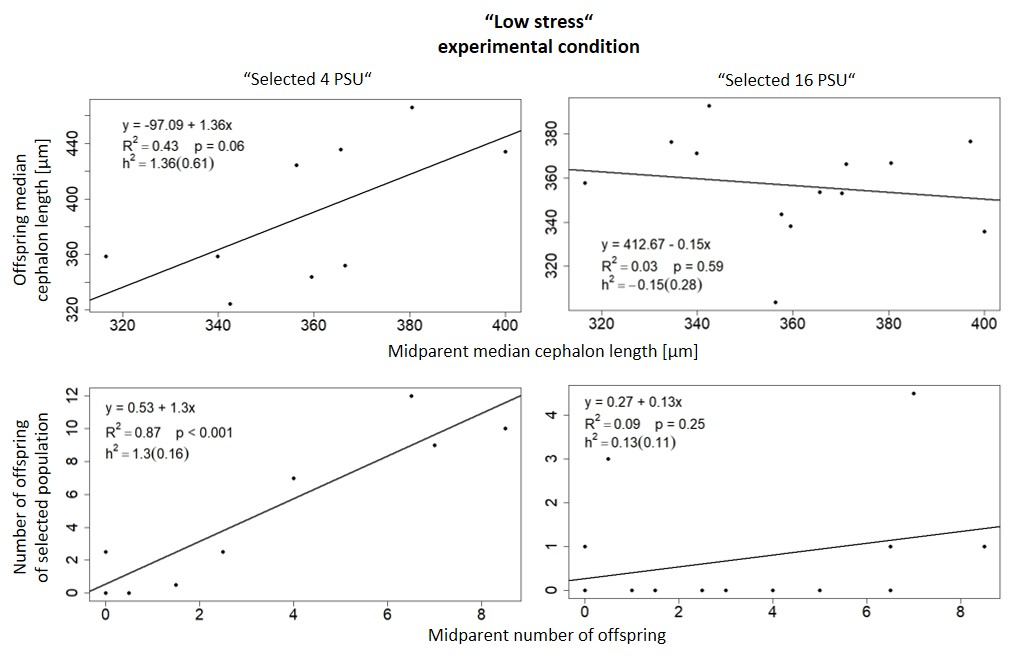 “Low stress“
experimental condition
“Selected 4 PSU“
“Selected 16 PSU“
Offspring median
cephalon length [µm]
y = -97.09 + 1.36x
R² = 0.43 p = 0.06
h² = 1.36(0.61)
320 360 400 440
320 340 360 380 400
y = 412.67 - 0.15x
R² = 0.03 p = 0.59
h² = −0.15(0.28)
320 340 360 380
320 340 360 380 400
Midparent median cephalon length [µm]
Number of offspring
of selected population
y = 0.53 + 1.3x
R² = 0.87 p < 0.001
h² = 1.3(0.16)
0 2 4 6 8 10 12
0 2 4 6 8
y = 0.27 + 0.13x
R² = 0.09 p = 0.25
h² = 0.13(0.11)
0 1 2 3 4
0 2 4 6 8
Midparent number of offspring